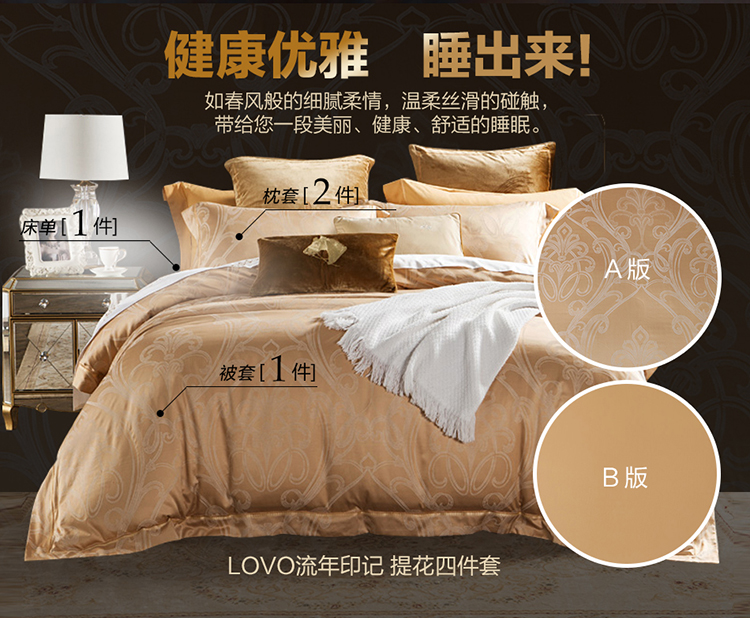 健康优雅 睡出来!
如春风般的细腻柔情，温柔丝滑的碰触，
带给您一段美丽、健康、舒适的睡眠。
枕套[2件]
床单[1件]
A版
被套[1件]
B版
LOVO流年印记 提花四件套